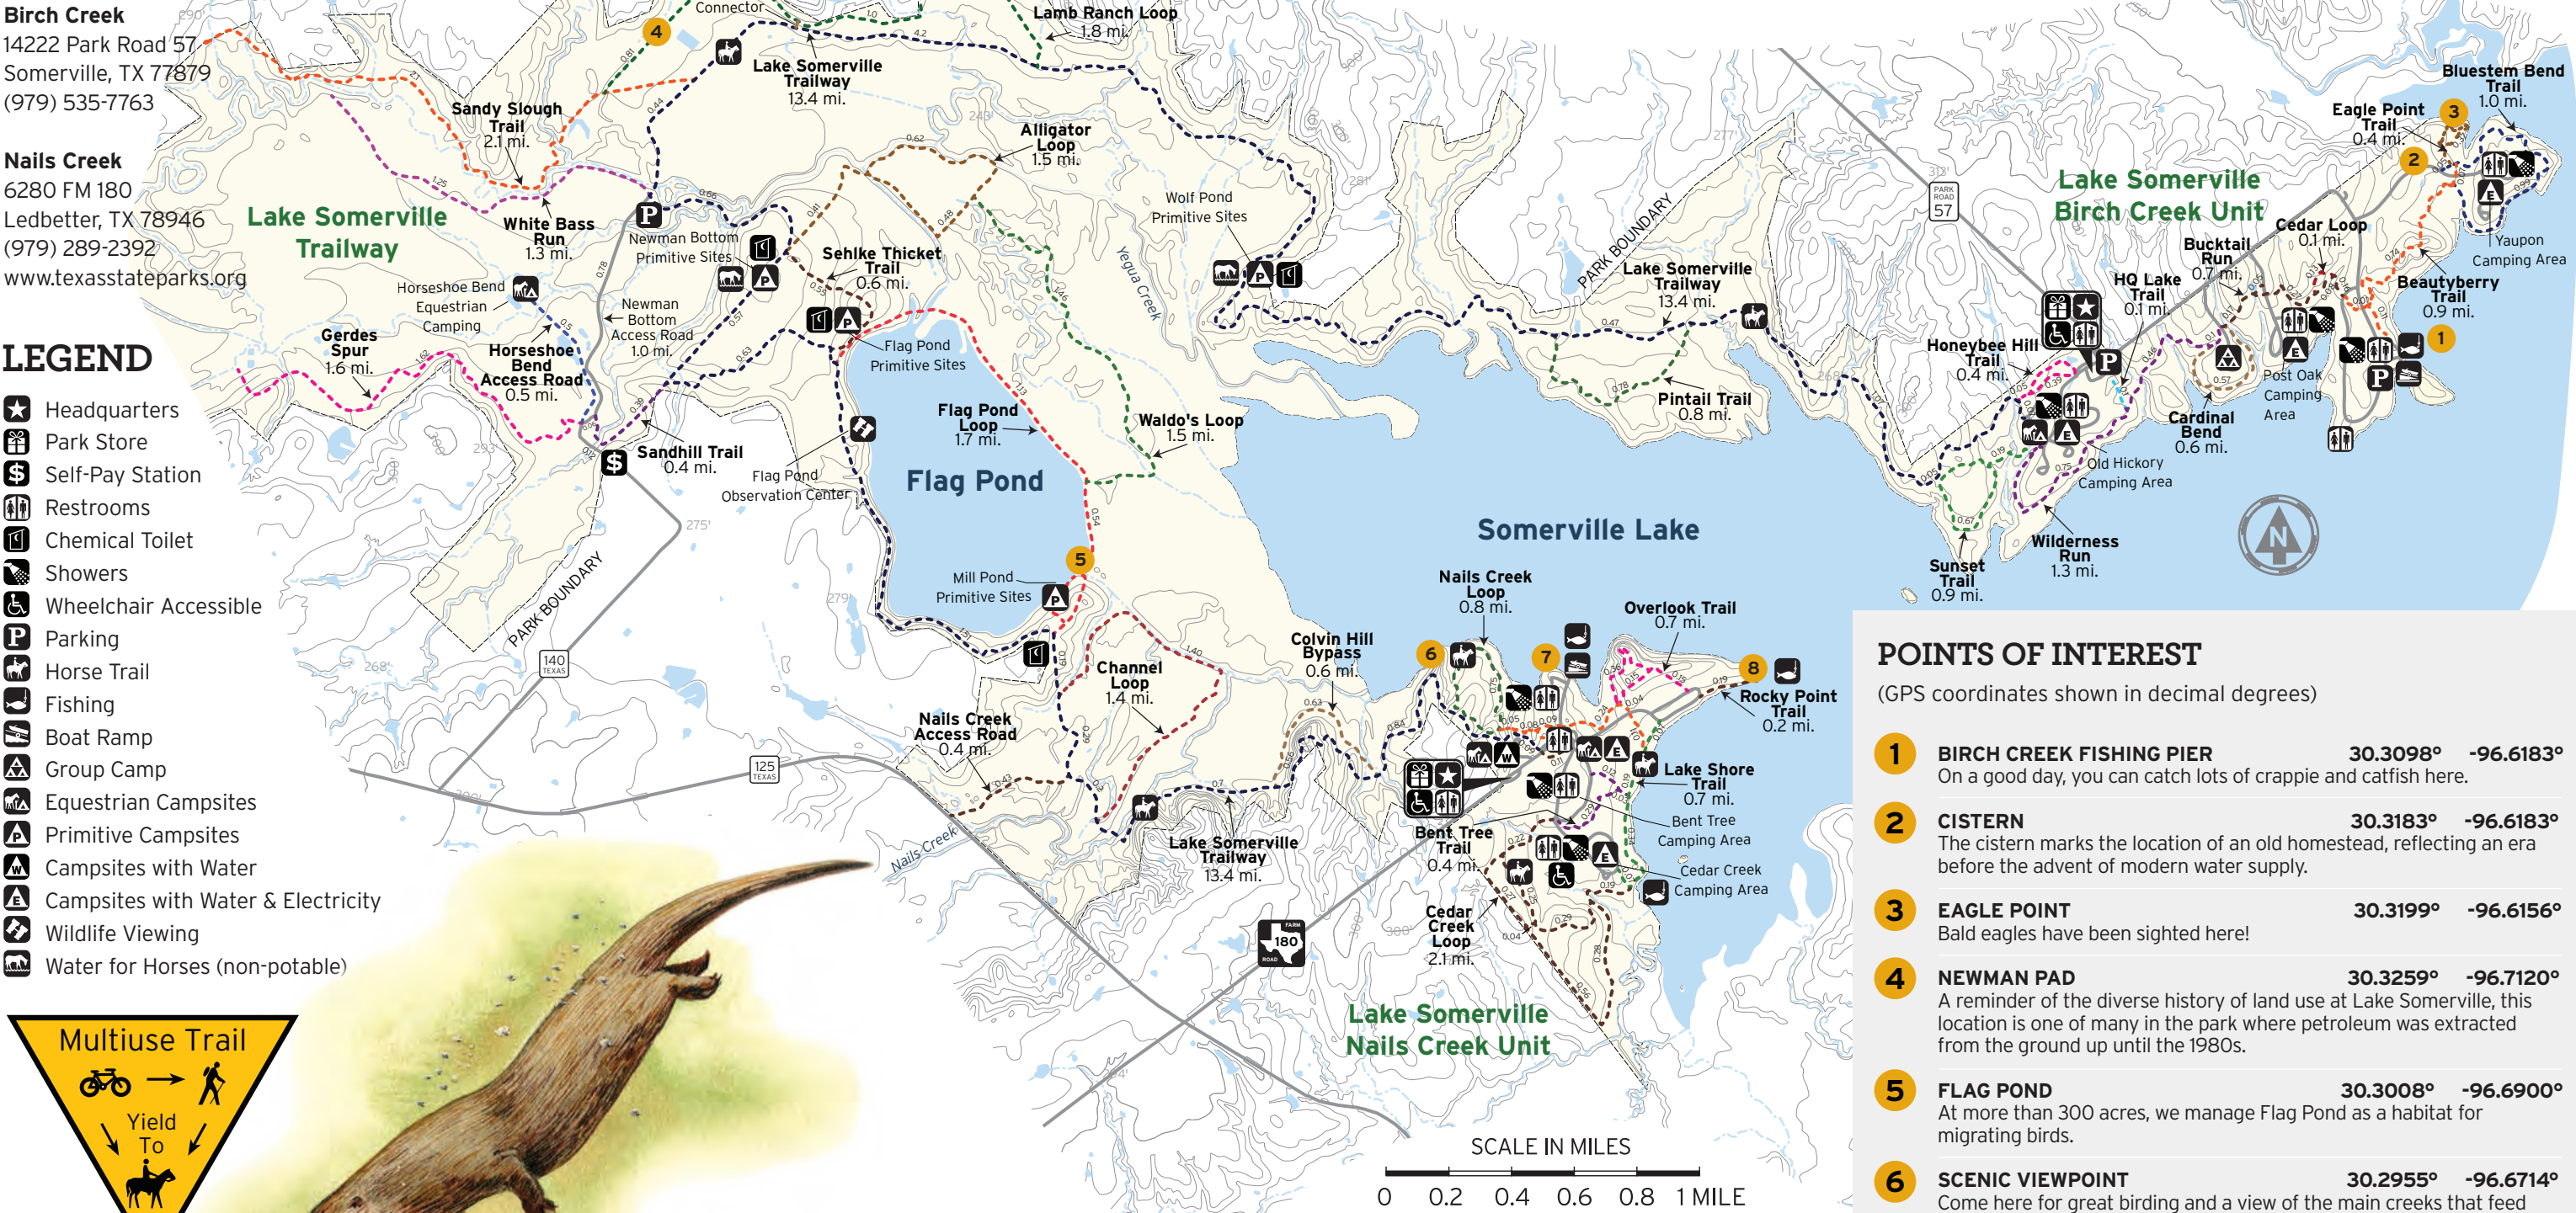 Birch Creek
14222 Park Road 57
Somerville, TX 77879
(979) 535-7763
Nails Creek
6280 FM 180
Ledbetter, TX 78946
(979) 289-2392
www.texasstateparks.org
LEGEND
Headquarters
Park Store
Self-Pay Station
Restrooms
Chemical Toilet
Showers
Wheelchair Accessible
Parking
Horse Trail
Fishing
Boat Ramp
Group Camp
Equestrian Campsites
Primitive Campsites
Campsites with Water
Campsites with Water & Electricity
Wildlife Viewing
Water for Horses (non-potable)
Multiuse Trail
Yield
To
Connector
4
Lamb Ranch Loop
1.8 mi.
Lake Somerville
Trailway
13.4 mi.
Sandy Slough
Trail
2.1 mi.
Alligator
Loop
1.5 mi.
Lake Somerville
Trailway
White Bass
Run
1.3 mi.
Newman Bottom
Primitive Sites
Sehlke Thicket
Trail
0.6 mi.
Wolf Pond
Primitive Sites
Yegua Creek
Horseshoe Bend
Equestrian
Camping
Newman
Bottom
Access Road
1.0 mi.
Gerdes
Spur
1.6 mi.
Horseshoe
Bend
Access Road
0.5 mi.
Flag Pond
Primitive Sites
Flag Pond
Loop
1.7 mi.
Waldo's Loop
1.5 mi.
Sandhill Trail
0.4 mi.
Flag Pond
Observation Center
Flag Pond
5
Mill Pond
Primitive Sites
PARK BOUNDARY
140
TEXAS
125
TEXAS
Channel
Loop
1.4 mi.
Nails Creek
Access Road
0.4 mi.
Nails Creek
Lake Somerville
Trailway
13.4 mi.
Colvin Hill
Bypass
0.6 mi.
Somerville Lake
Nails Creek
Loop
0.8 mi.
6
7
Overlook Trail
0.7 mi.
8
Rocky Point
Trail
0.2 mi.
Lake Shore
Trail
0.7 mi.
Bent Tree
Camping Area
Bent Tree
Trail
0.4 mi.
Cedar Creek
Camping Area
Cedar
Creek
Loop
2.1 mi.
FARM
180
ROAD
Lake Somerville
Nails Creek Unit
SCALE IN MILES
0 0.2 0.4 0.6 0.8 1 MILE
PARK BOUNDARY
Lake Somerville
Trailway
13.4 mi.
Pintail Trail
0.8 mi.
PARK
ROAD
57
Lake Somerville
Birch Creek Unit
Bluestem Bend
Trail
1.0 mi.
Eagle Point
Trail
0.4 mi.
3
2
Cedar Loop
0.1 mi.
Bucktail
Run
0.7 mi.
Yaupon
Camping Area
HQ Lake
Trail
0.1 mi.
Beautyberry
Trail
0.9 mi.
1
Honeybee Hill
Trail
0.4 mi.
Post Oak
Camping
Area
Cardinal
Bend
0.6 mi.
Old Hickory
Camping Area
Wilderness
Run
1.3 mi.
Sunset
Trail
0.9 mi.
N
POINTS OF INTEREST
(GPS coordinates shown in decimal degrees)
1 BIRCH CREEK FISHING PIER 30.3098° -96.6183°
On a good day, you can catch lots of crappie and catfish here.
2 CISTERN 30.3183° -96.6183°
The cistern marks the location of an old homestead, reflecting an era
before the advent of modern water supply.
3 EAGLE POINT 30.3199° -96.6156°
Bald eagles have been sighted here!
4 NEWMAN PAD 30.3259° -96.7120°
A reminder of the diverse history of land use at Lake Somerville, this
location is one of many in the park where petroleum was extracted
from the ground up until the 1980s.
5 FLAG POND 30.3008° -96.6900°
At more than 300 acres, we manage Flag Pond as a habitat for
migrating birds.
6 SCENIC VIEWPOINT 30.2955° -96.6714°
Come here for great birding and a view of the main creeks that feed